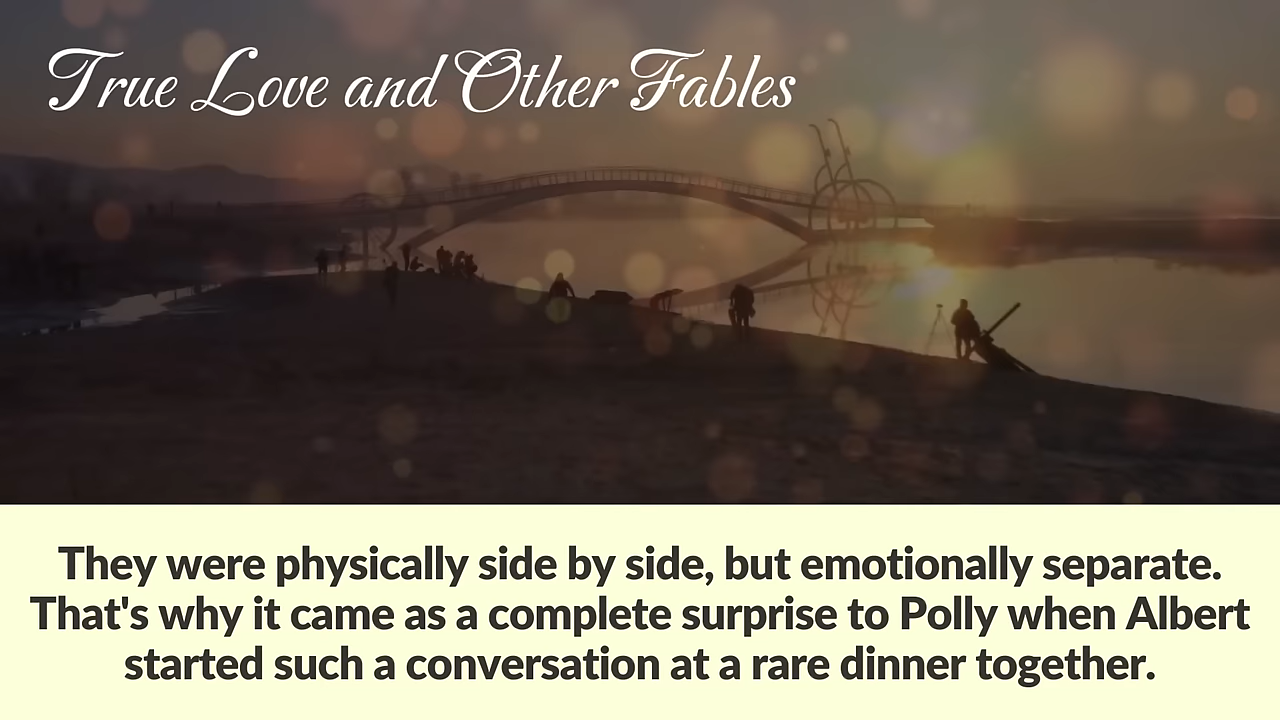 True Love and Other Fables
They were physically side by side, but emotionally separate.
That's why it came as a complete surprise to Polly when Albert
started such a conversation at a rare dinner together.